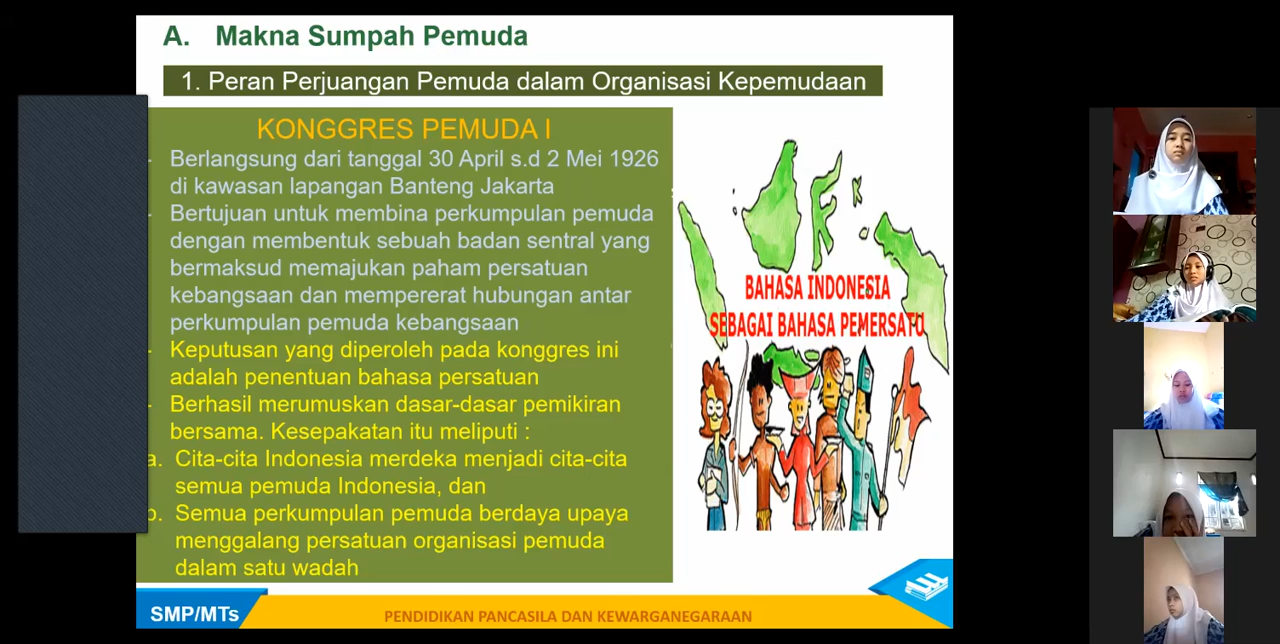 A. Makna Sumpah Pemuda
1. Peran Perjuangan Pemuda dalam Organisasi Kepemudaan
KONGGRES PEMUDA I
- Berlangsung dari tanggal 30 April s.d 2 Mei 1926
di kawasan lapangan Banteng Jakarta
- Bertujuan untuk membina perkumpulan pemuda
dengan membentuk sebuah badan sentral yang
bermaksud memajukan paham persatuan
kebangsaan dan mempererat hubungan antar
perkumpulan pemuda kebangsaan
- Keputusan yang diperoleh pada konggres ini
adalah penentuan bahasa persatuan
- Berhasil merumuskan dasar-dasar pemikiran
bersama. Kesepakatan itu meliputi :
a. Cita-cita Indonesia merdeka menjadi cita-cita
semua pemuda Indonesia, dan
b. Semua perkumpulan pemuda berdaya upaya
menggalang persatuan organisasi pemuda
dalam satu wadah
BAHASA INDONESIA
SEBAGAI BAHASA PEMERSATU
SMP/MTs
PENDIDIKAN PANCASILA DAN KEWARGANEGARAAN